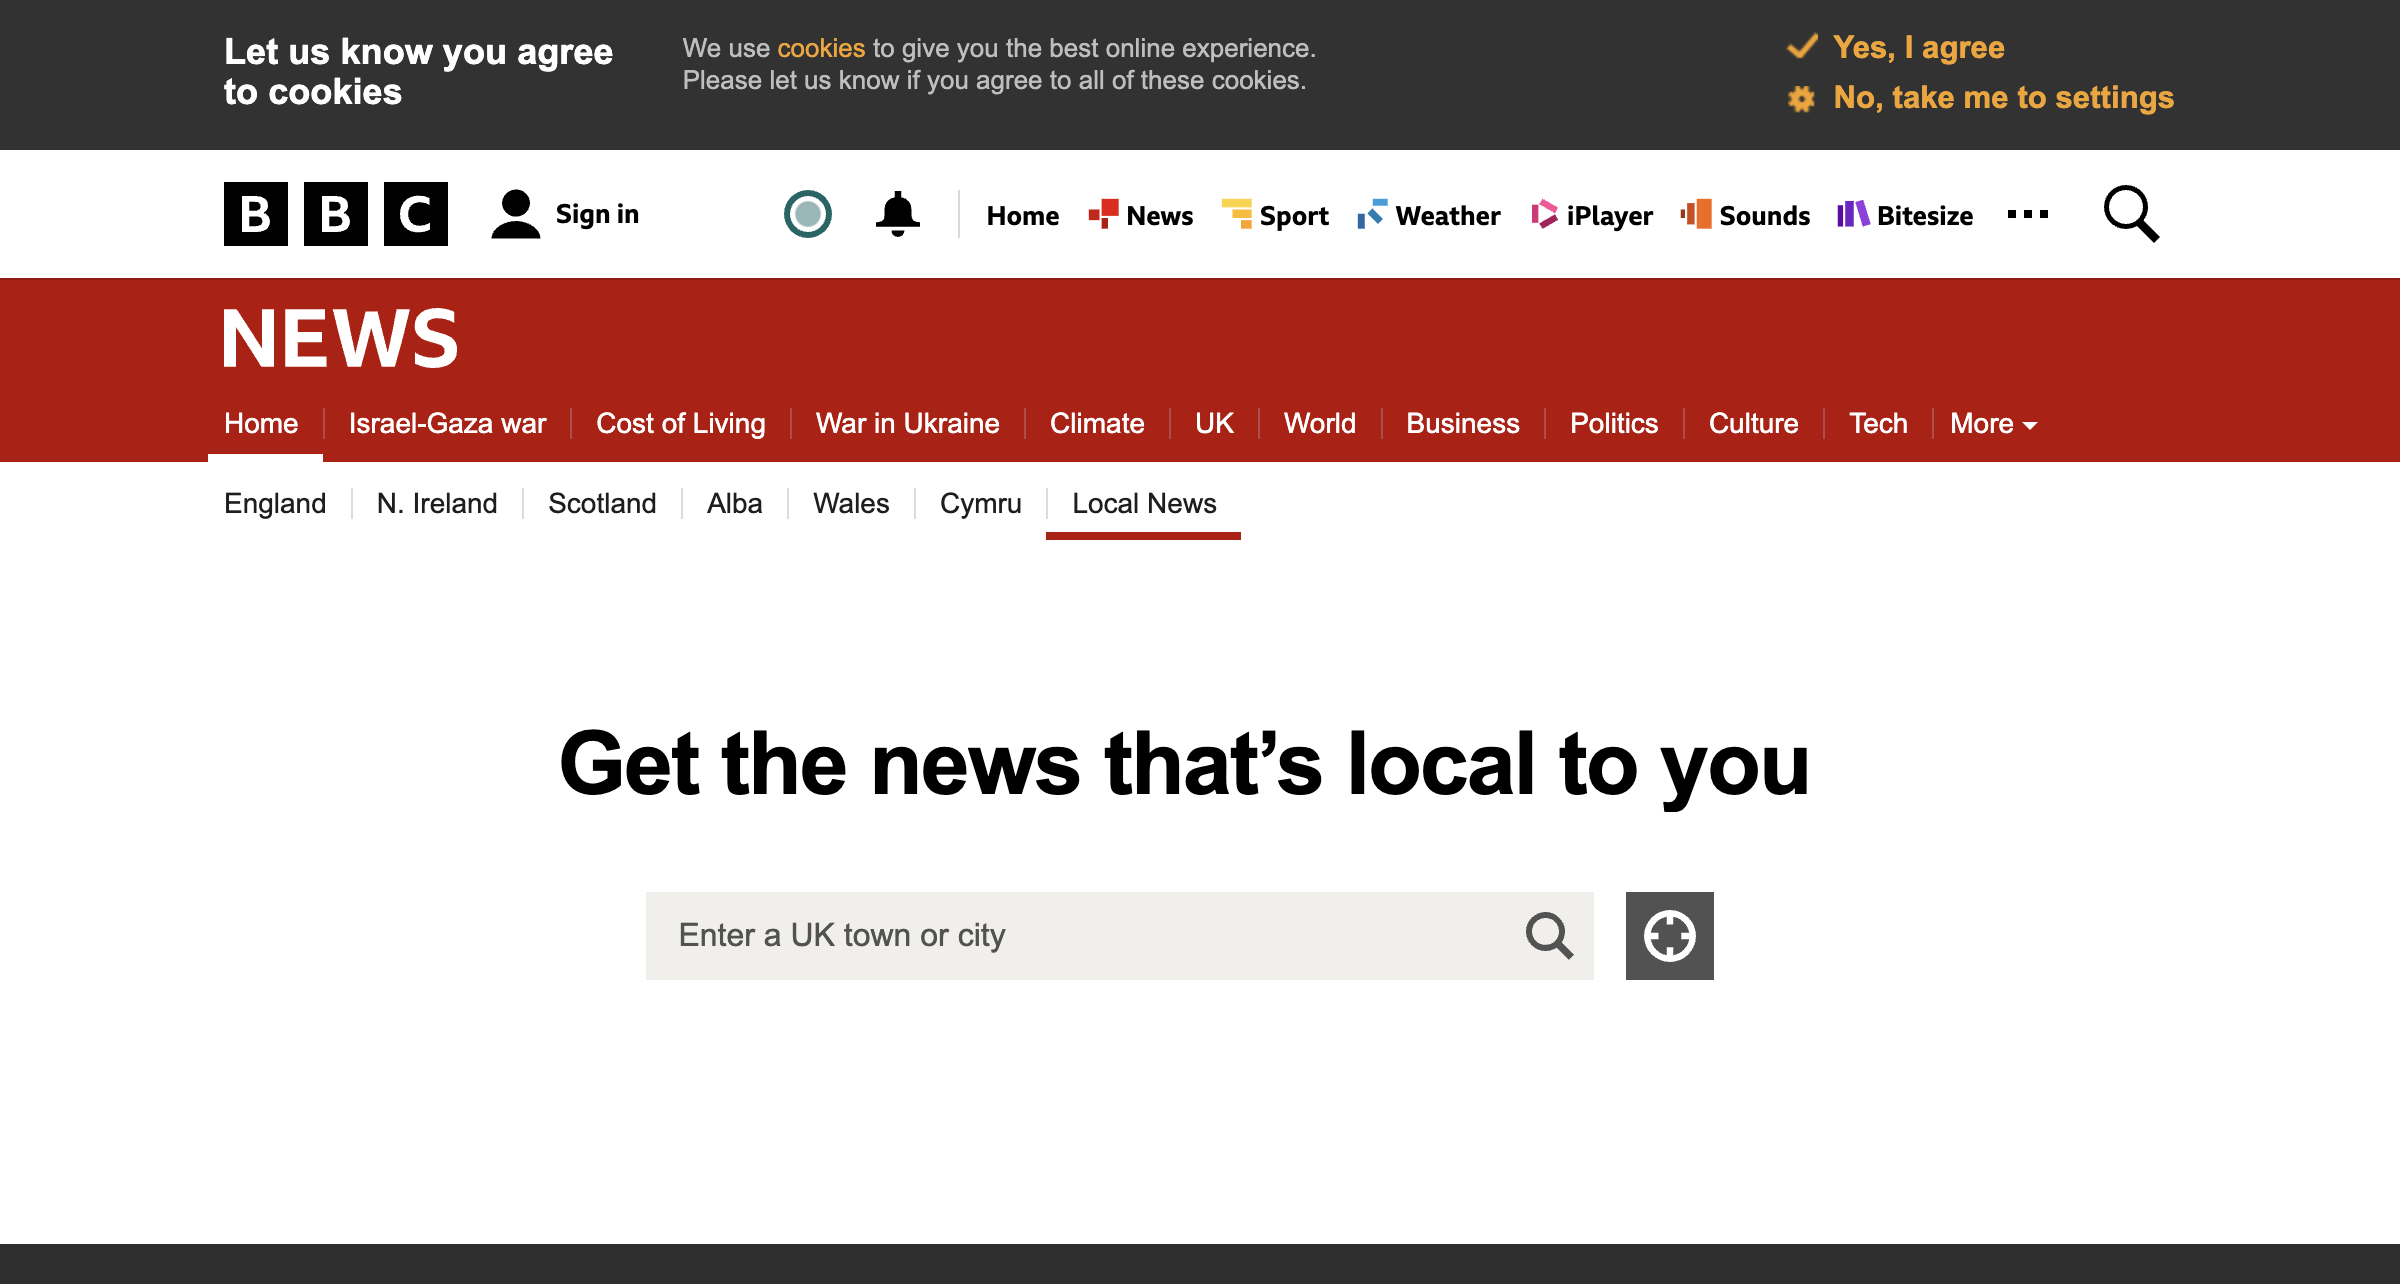 Let us know you agree
to cookies
We use cookies to give you the best online experience.
Please let us know if you agree to all of these cookies.
Yes, I agree
No, take me to settings
BBC
Sign in
Home News Sport Weather iPlayer Sounds Bitesize
NEWS
Home Israel-Gaza war Cost of Living War in Ukraine Climate UK World Business Politics Culture Tech More
England N. Ireland Scotland Alba Wales Cymru Local News
Get the news that’s local to you
Enter a UK town or city